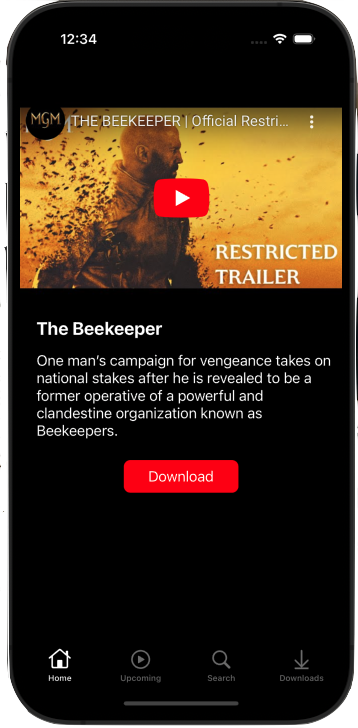 12:34
MGM
THE BEEKEEPER | Official Restri...
RESTRICTED
TRAILER
The Beekeeper
One man’s campaign for vengeance takes on
national stakes after he is revealed to be a
former operative of a powerful and
clandestine organization known as
Beekeepers.
Download
Home Upcoming Search Downloads